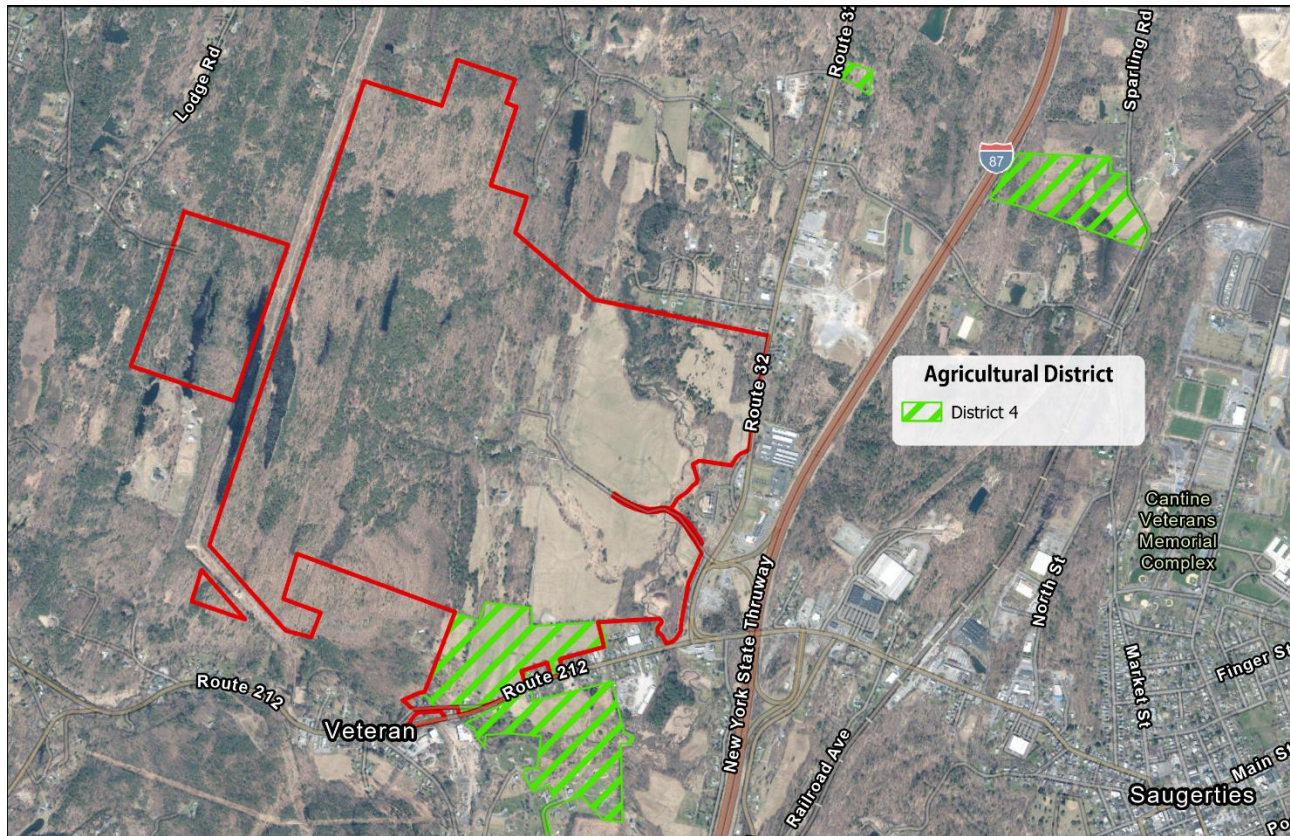 Lodge Rd
Route 32
Sparling Rd
87
Route 32
Agricultural District
District 4
Cantine
Veterans
Memorial
Complex
North St
Market St
Finger St
New York State Thruway
Route 212
Route 212
Veteran
Railroad Ave
Main St
Saugerties
Po